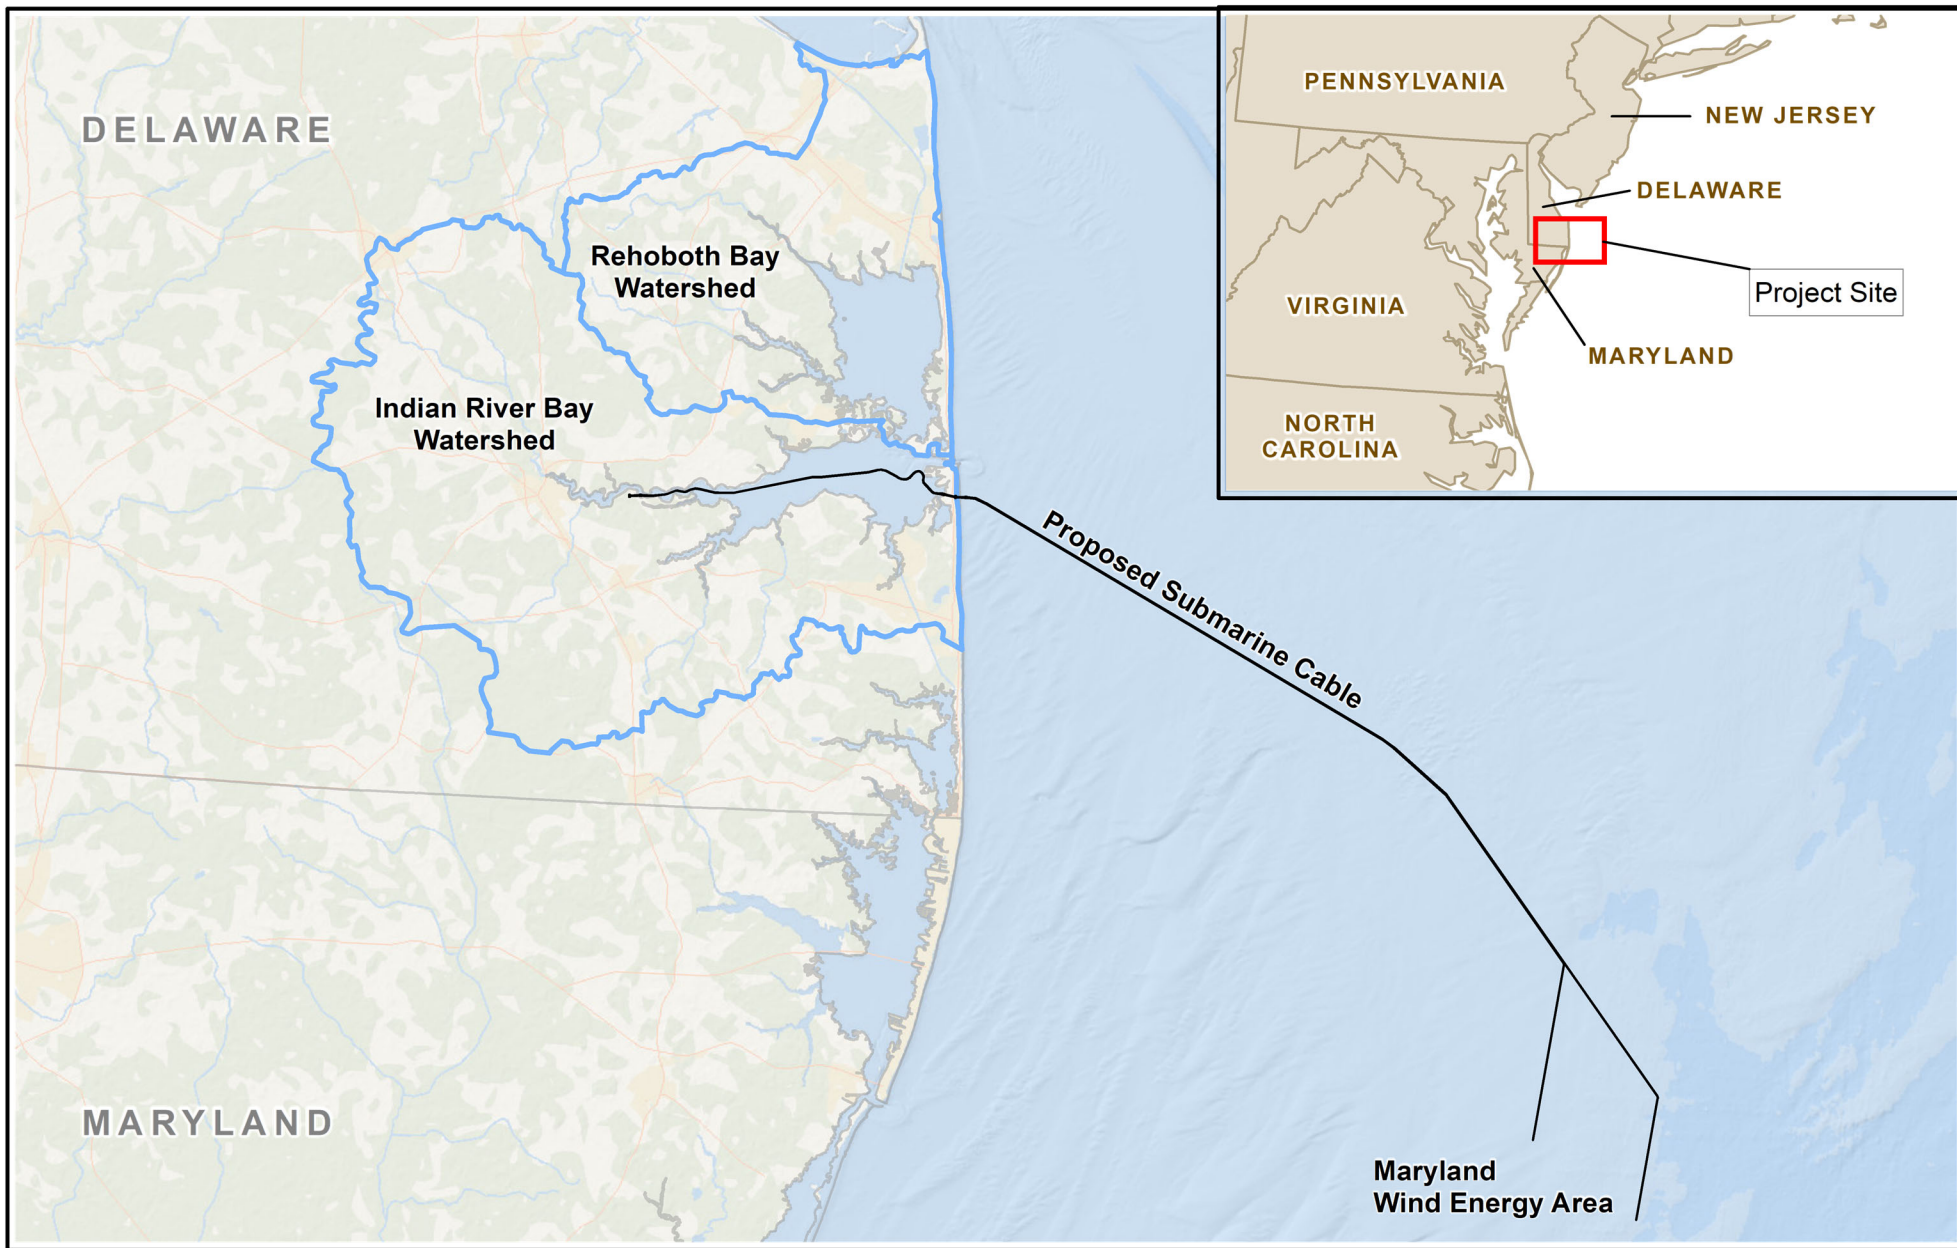 DELAWARE
Rehoboth Bay
Watershed
Indian River Bay
Watershed
Proposed Submarine Cable
MARYLAND
Maryland
Wind Energy Area
PENNSYLVANIA
NEW JERSEY
DELAWARE
Project Site
VIRGINIA
MARYLAND
NORTH
CAROLINA